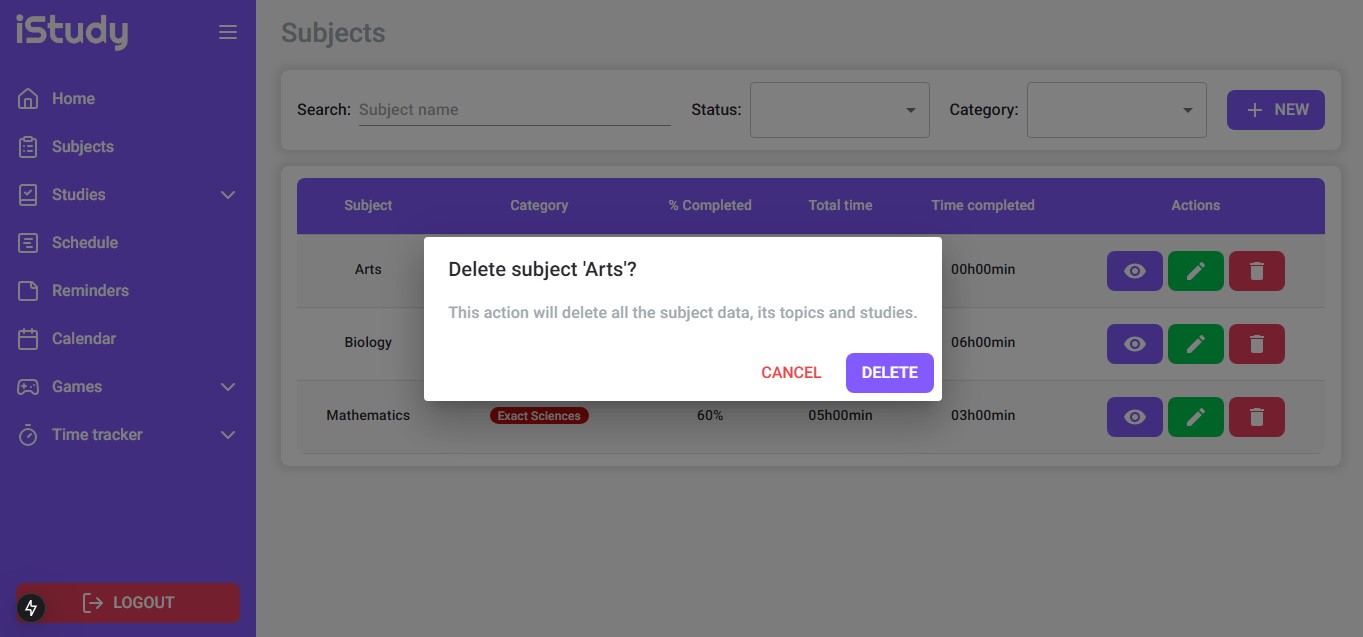 iStudy
Subjects
Home
Subjects
Studies
Schedule
Reminders
Calendar
Games
Time tracker
LOGOUT
Search: Subject name Status: Category: NEW
Subject Category % Completed Total time Time completed Actions
Arts 00h00min
Delete subject 'Arts'?
This action will delete all the subject data, its topics and studies.
Biology 06h00min
CANCEL DELETE
Mathematics Exact Sciences 60% 05h00min 03h00min